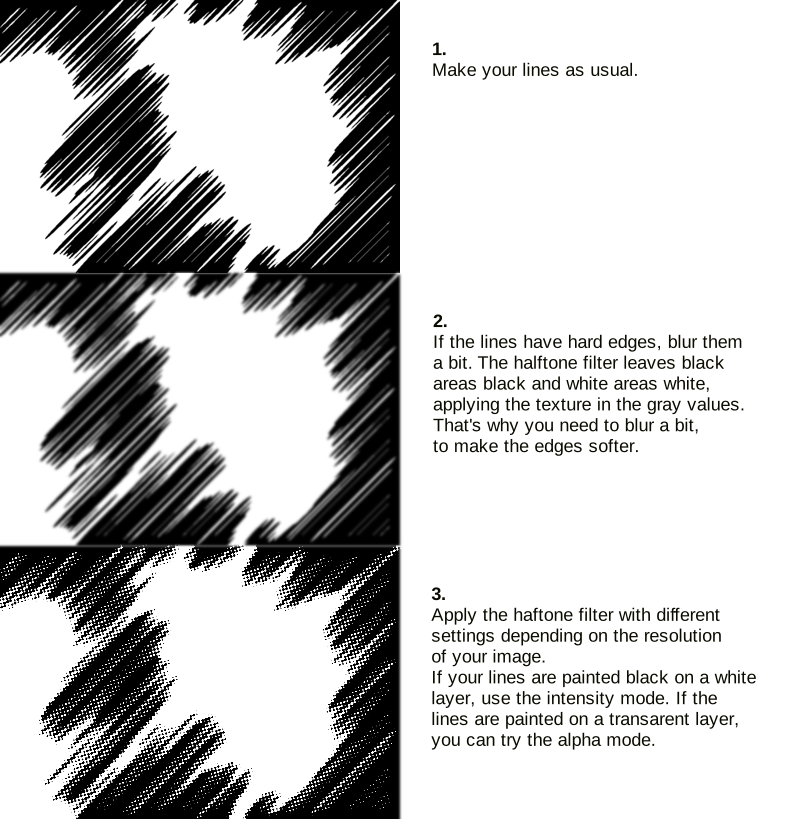 1.
Make your lines as usual.
2.
If the lines have hard edges, blur them
a bit. The halftone filter leaves black
areas black and white areas white,
applying the texture in the gray values.
That's why you need to blur a bit,
to make the edges softer.
3.
Apply the haftone filter with different
settings depending on the resolution
of your image.
If your lines are painted black on a white
layer, use the intensity mode. If the
lines are painted on a transarent layer,
you can try the alpha mode.